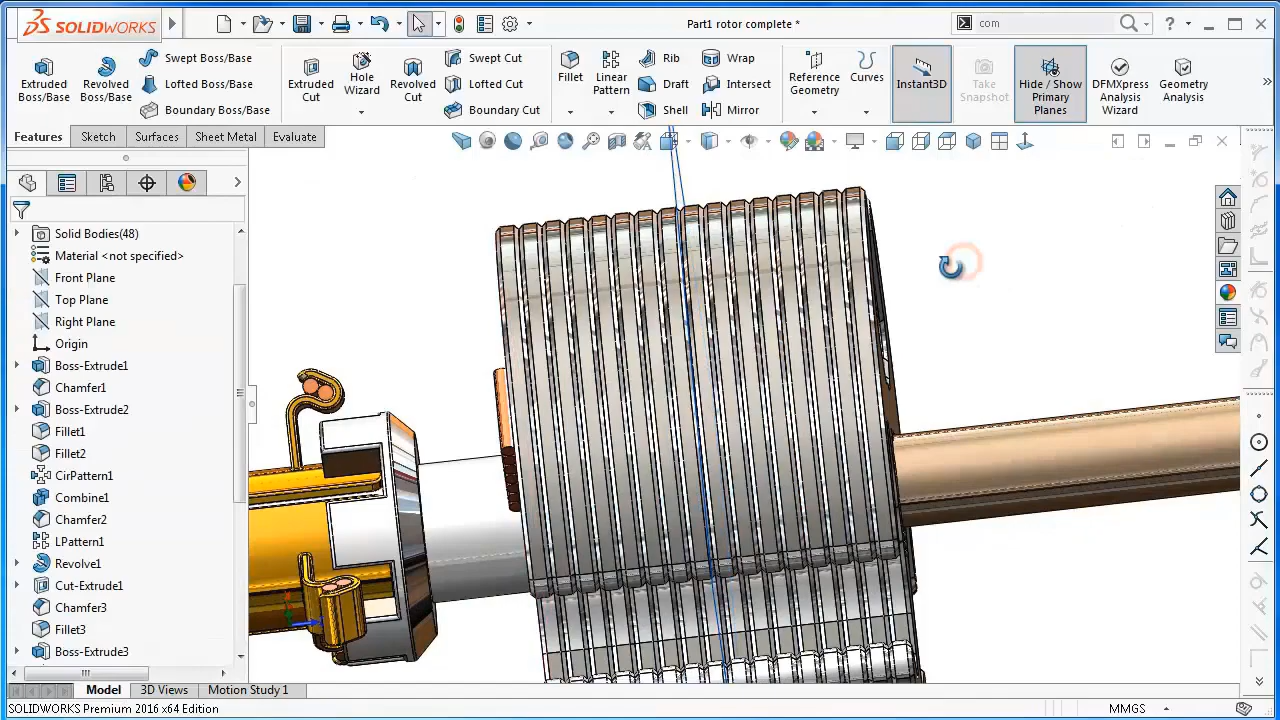 SOLIDWORKS
Part1 rotor complete *
com
Extruded Boss/Base
Revolved Boss/Base
Swept Boss/Base
Lofted Boss/Base
Boundary Boss/Base
Extruded Cut
Hole Wizard
Revolved Cut
Swept Cut
Lofted Cut
Boundary Cut
Fillet
Linear Pattern
Rib
Draft
Shell
Wrap
Intersect
Mirror
Reference Geometry
Curves
Instant3D
Take Snapshot
Hide / Show Primary Planes
DFMXpress Analysis Wizard
Geometry Analysis
Features
Sketch
Surfaces
Sheet Metal
Evaluate
Solid Bodies(48)
Material <not specified>
Front Plane
Top Plane
Right Plane
Origin
Boss-Extrude1
Chamfer1
Boss-Extrude2
Fillet1
Fillet2
CirPattern1
Combine1
Chamfer2
LPattern1
Revolve1
Cut-Extrude1
Chamfer3
Fillet3
Boss-Extrude3
Model
3D Views
Motion Study 1
SOLIDWORKS Premium 2016 x64 Edition
MMGS